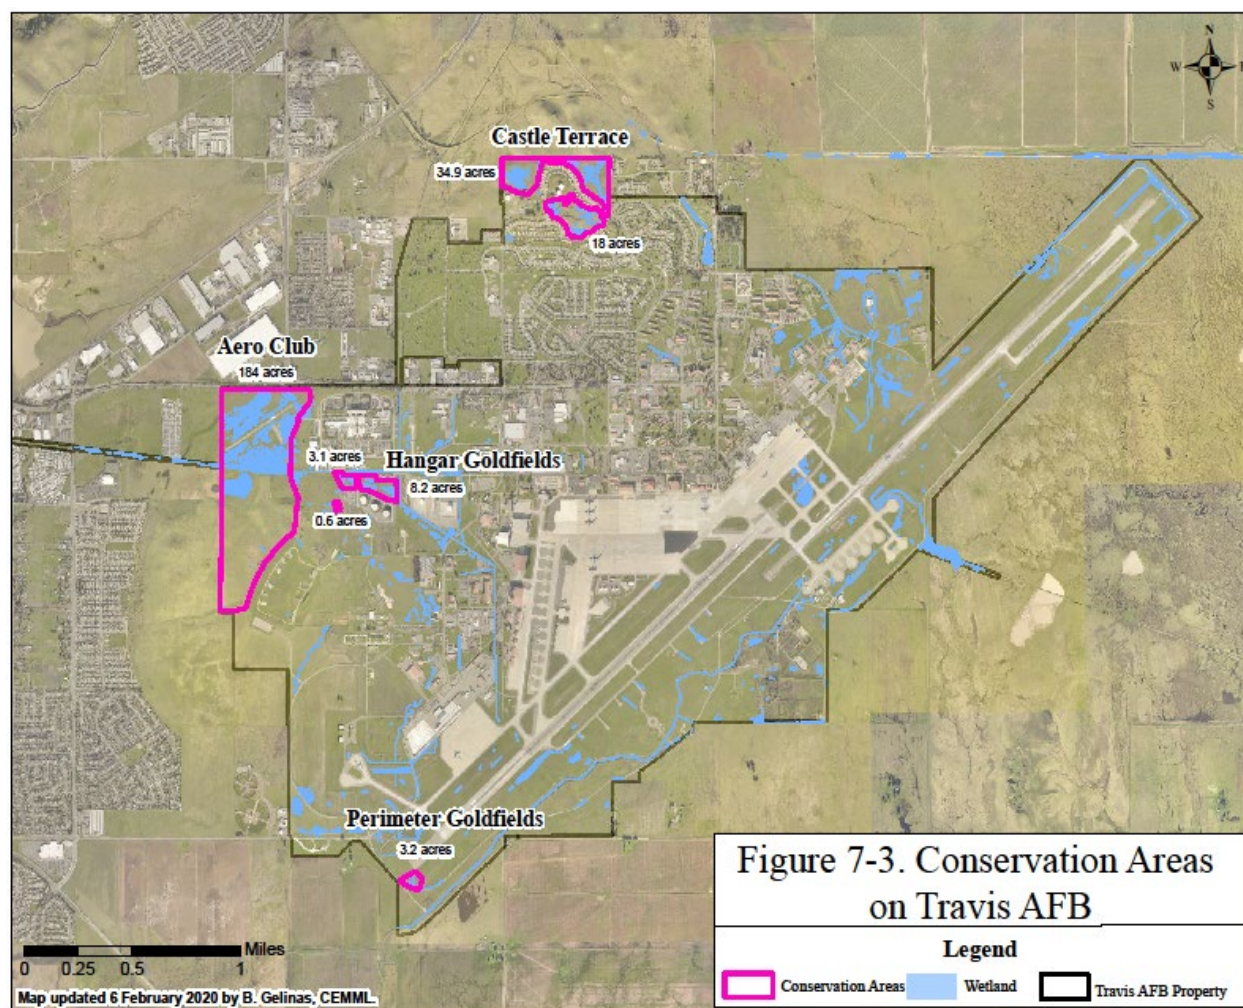 N
W
S
Castle Terrace
34.9 acres
18 acres
Aero Club
184 acres
3.1 acres
Hangar Goldfields
8.2 acres
0.6 acres
Perimeter Goldfields
3.2 acres
Figure 7-3. Conservation Areas
on Travis AFB
Legend
Conservation Areas
Wetland
Travis AFB Property
Miles
0 0.25 0.5 1
Map updated 6 February 2020 by B. Gelinas, CEMML.